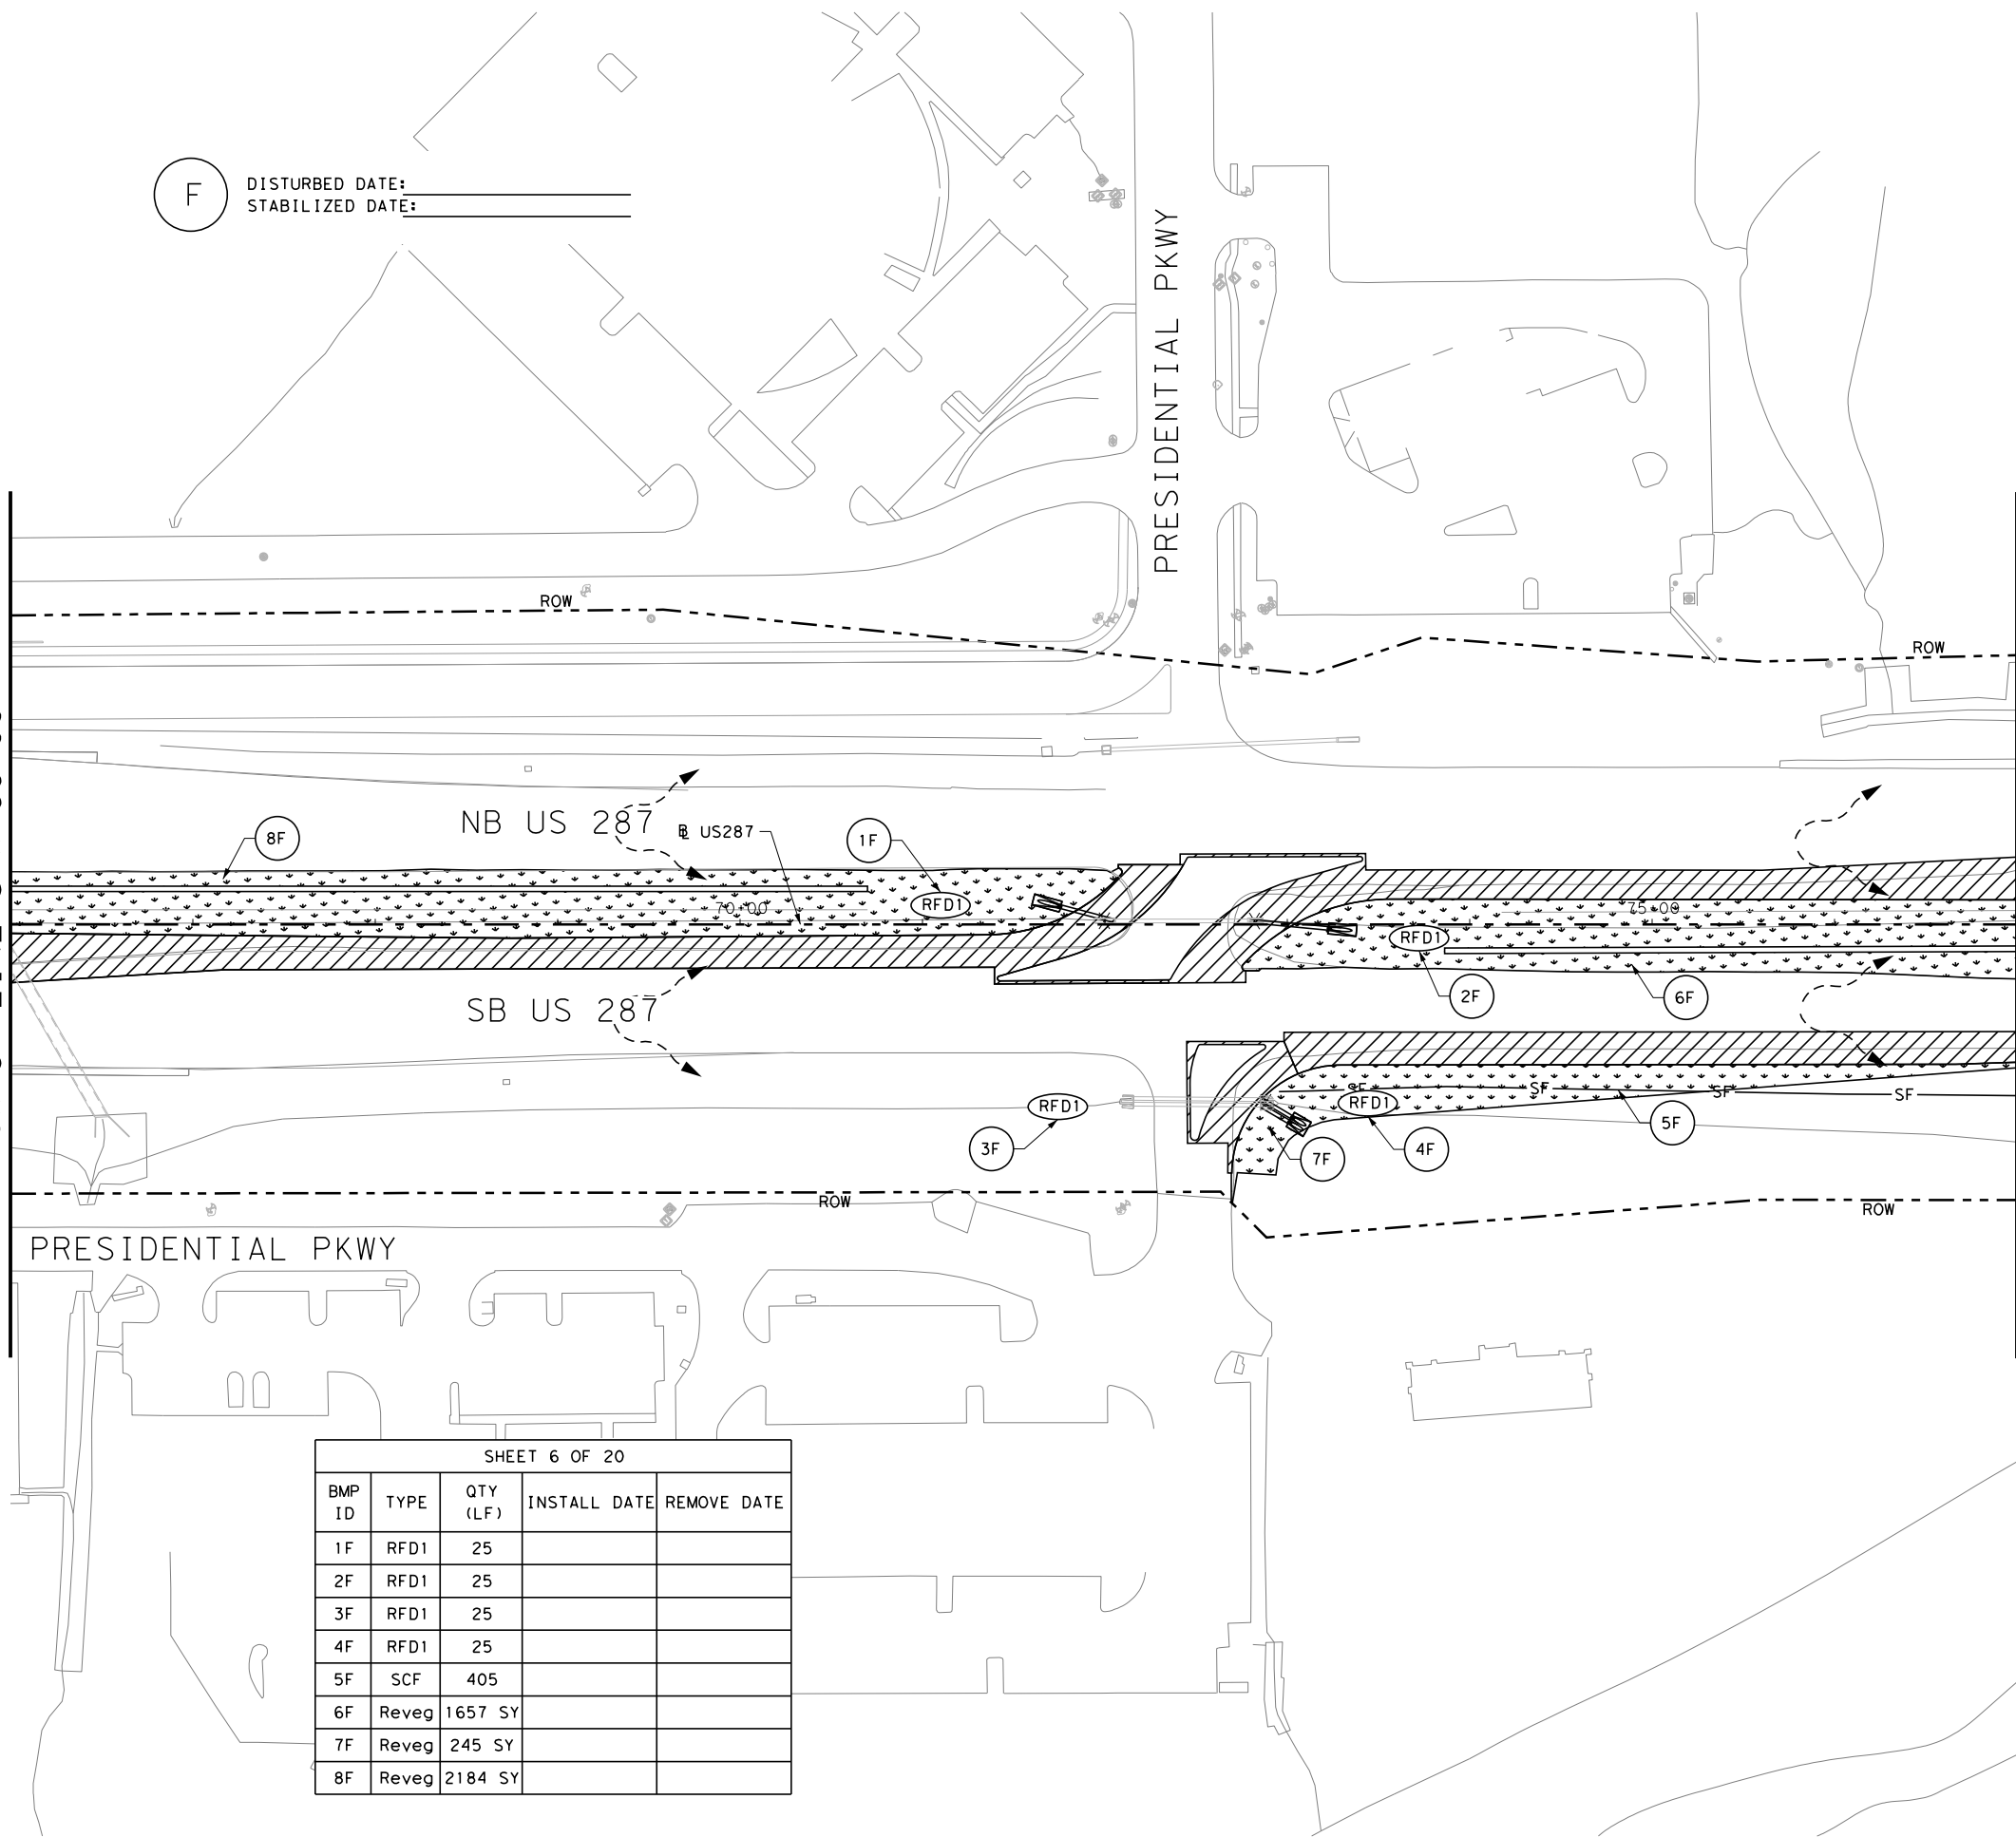 F
DISTURBED DATE:
STABILIZED DATE:
PRESIDENTIAL PKWY
ROW
ROW
NB US 287
US287
8F
1F
RFD1
70+00
75+00
RFD1
2F
6F
SB US 287
SF
SF
SF
SF
RFD1
RFD1
5F
3F
4F
7F
ROW
ROW
PRESIDENTIAL PKWY
SHEET 6 OF 20
BMP ID TYPE QTY (LF) INSTALL DATE REMOVE DATE
1F RFD1 25
2F RFD1 25
3F RFD1 25
4F RFD1 25
5F SCF 405
6F Reveg 1657 SY
7F Reveg 245 SY
8F Reveg 2184 SY